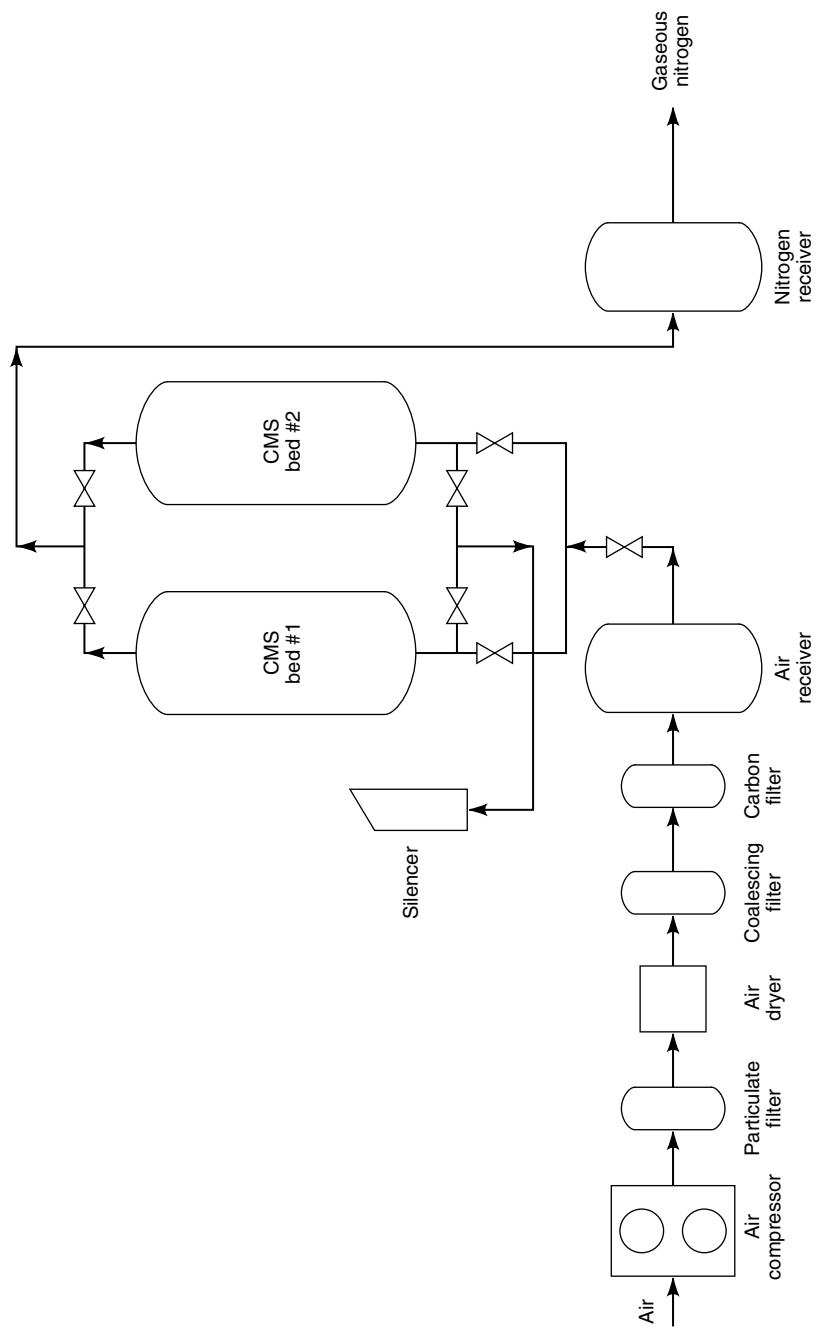 Air
Air
compressor
Particulate
filter
Air
dryer
Coalescing
filter
Carbon
filter
Air
receiver
Silencer
CMS
bed #1
CMS
bed #2
Nitrogen
receiver
Gaseous
nitrogen